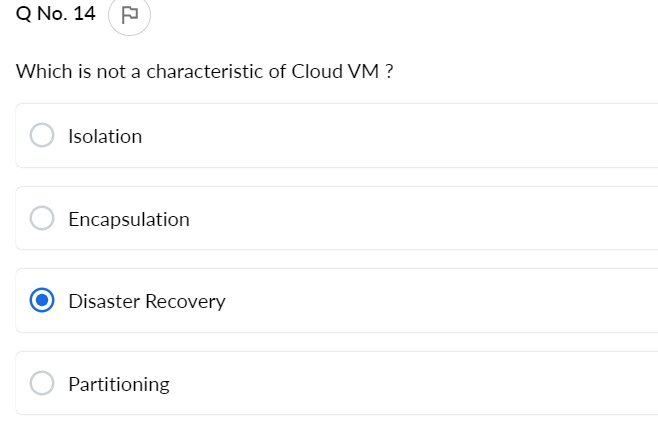 Q No. 14
Which is not a characteristic of Cloud VM ?
Isolation
Encapsulation
Disaster Recovery
Partitioning